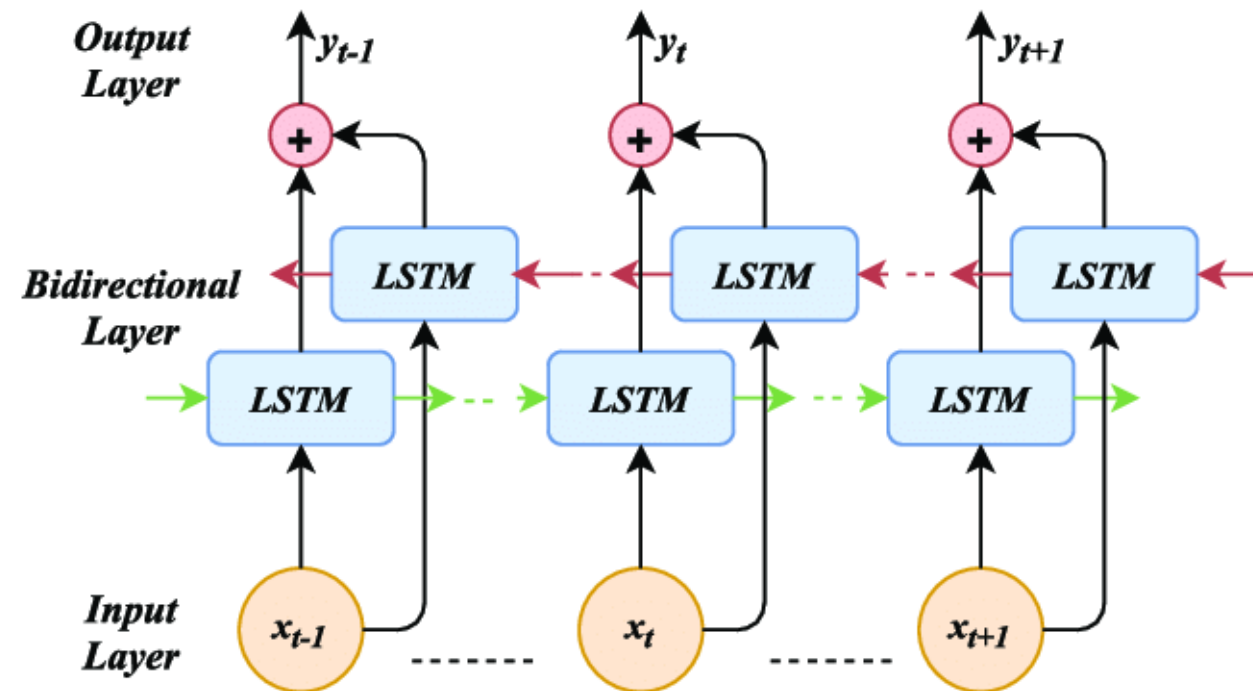 Output
Layer
y_{t-1}
y_t
y_{t+1}
+
+
+
Bidirectional
Layer
LSTM
LSTM
LSTM
LSTM
LSTM
LSTM
Input
Layer
x_{t-1}
x_t
x_{t+1}